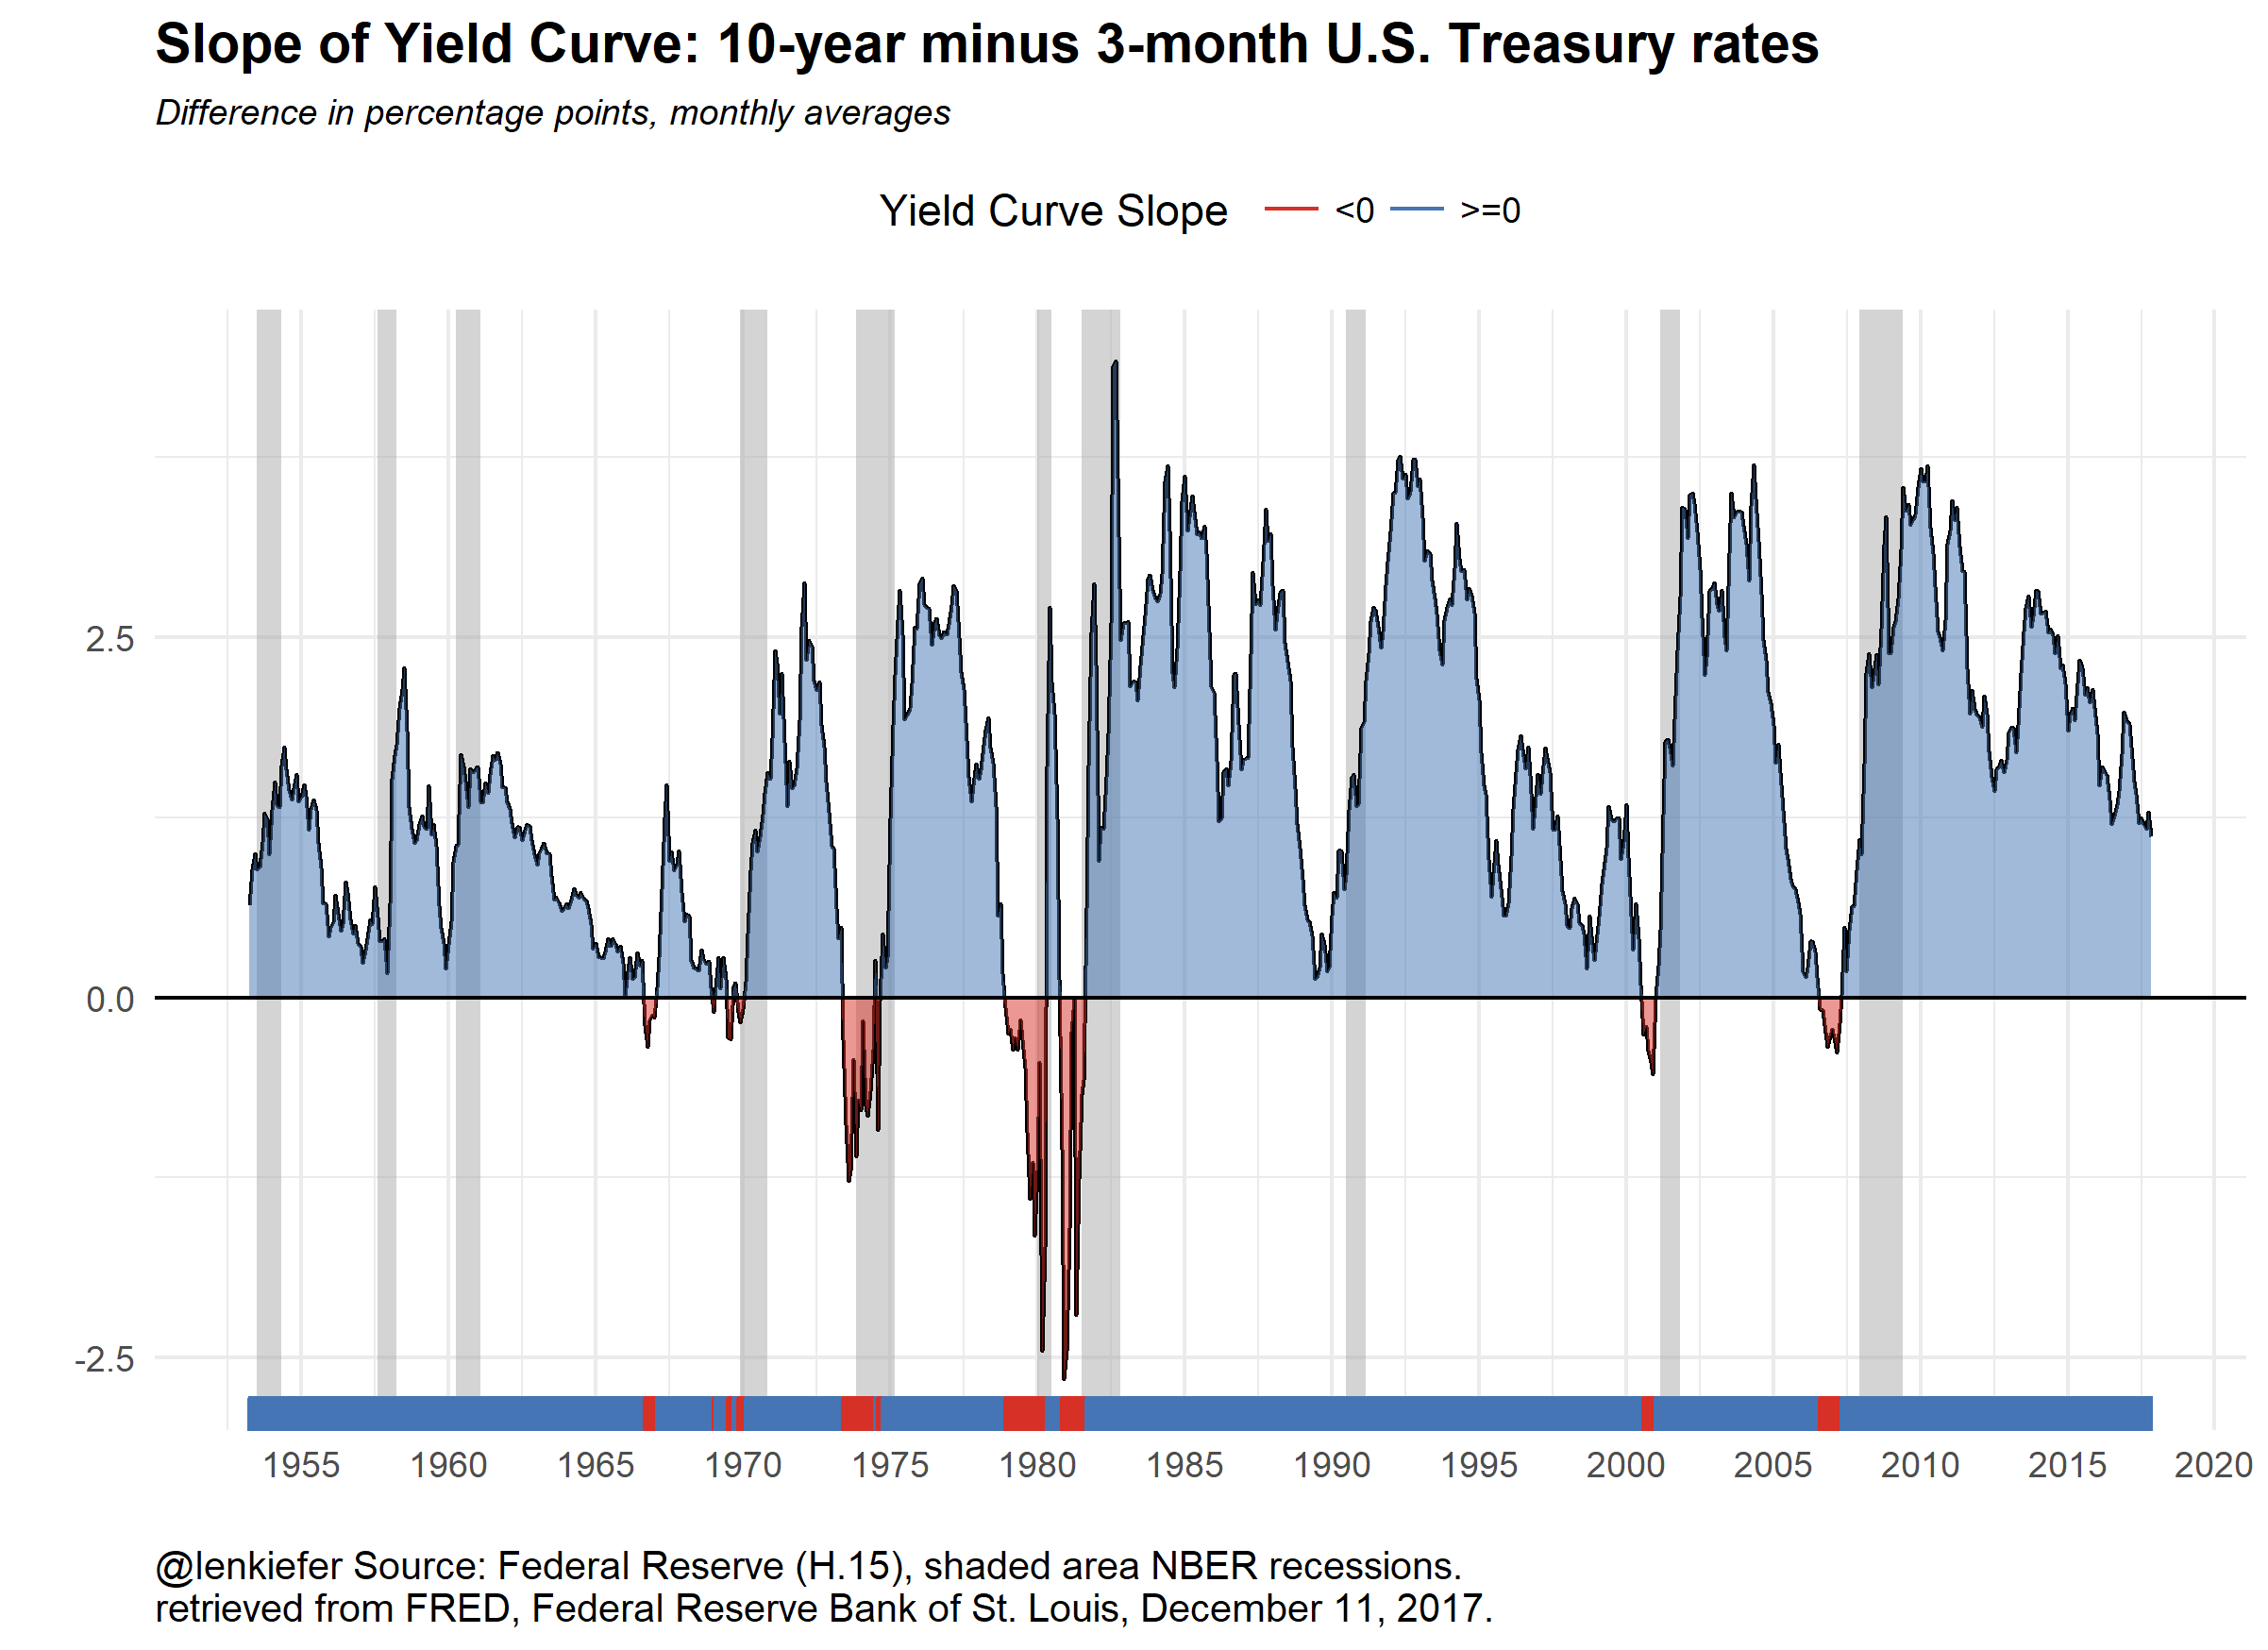 Slope of Yield Curve: 10-year minus 3-month U.S. Treasury rates
Difference in percentage points, monthly averages
Yield Curve Slope <0 >=0
2.5
0.0
-2.5
1955 1960 1965 1970 1975 1980 1985 1990 1995 2000 2005 2010 2015 2020
@lenkiefer Source: Federal Reserve (H.15), shaded area NBER recessions.
retrieved from FRED, Federal Reserve Bank of St. Louis, December 11, 2017.